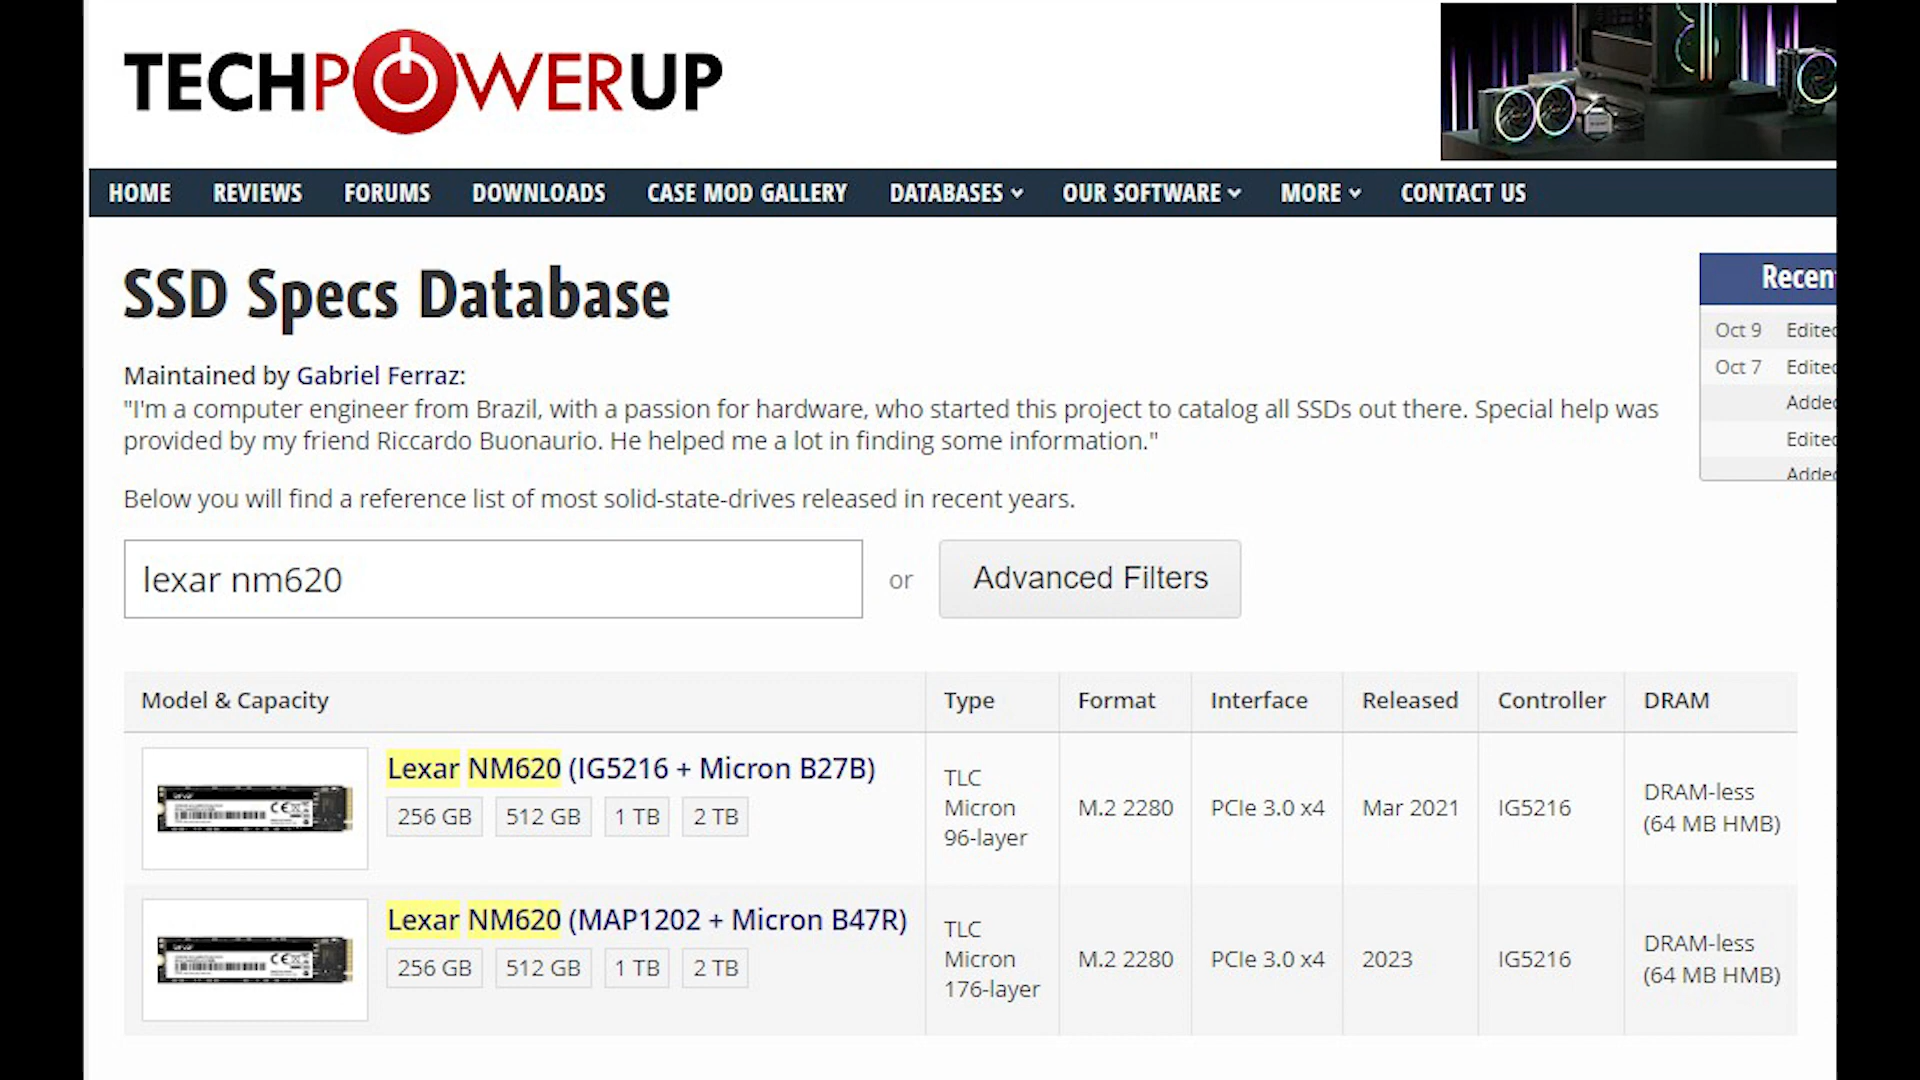 TECHPOWERUP
HOME REVIEWS FORUMS DOWNLOADS CASE MOD GALLERY DATABASES OUR SOFTWARE MORE CONTACT US
SSD Specs Database
Maintained by Gabriel Ferraz:
"I'm a computer engineer from Brazil, with a passion for hardware, who started this project to catalog all SSDs out there. Special help was
provided by my friend Riccardo Buonaurio. He helped me a lot in finding some information."
Below you will find a reference list of most solid-state-drives released in recent years.
Recen
Oct 9 Edited
Oct 7 Edited
Added
Edited
Added
lexar nm620 or Advanced Filters
Model & Capacity Type Format Interface Released Controller DRAM
Lexar NM620 (IG5216 + Micron B27B)
256 GB 512 GB 1 TB 2 TB
TLC
Micron
96-layer
M.2 2280
PCIe 3.0 x4
Mar 2021
IG5216
DRAM-less
(64 MB HMB)
Lexar NM620 (MAP1202 + Micron B47R)
256 GB 512 GB 1 TB 2 TB
TLC
Micron
176-layer
M.2 2280
PCIe 3.0 x4
2023
IG5216
DRAM-less
(64 MB HMB)